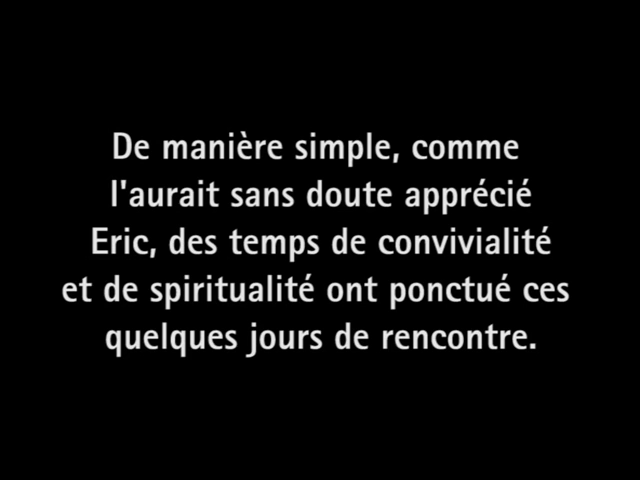 De manière simple, comme
l'aurait sans doute apprécié
Eric, des temps de convivialité
et de spiritualité ont ponctué ces
quelques jours de rencontre.